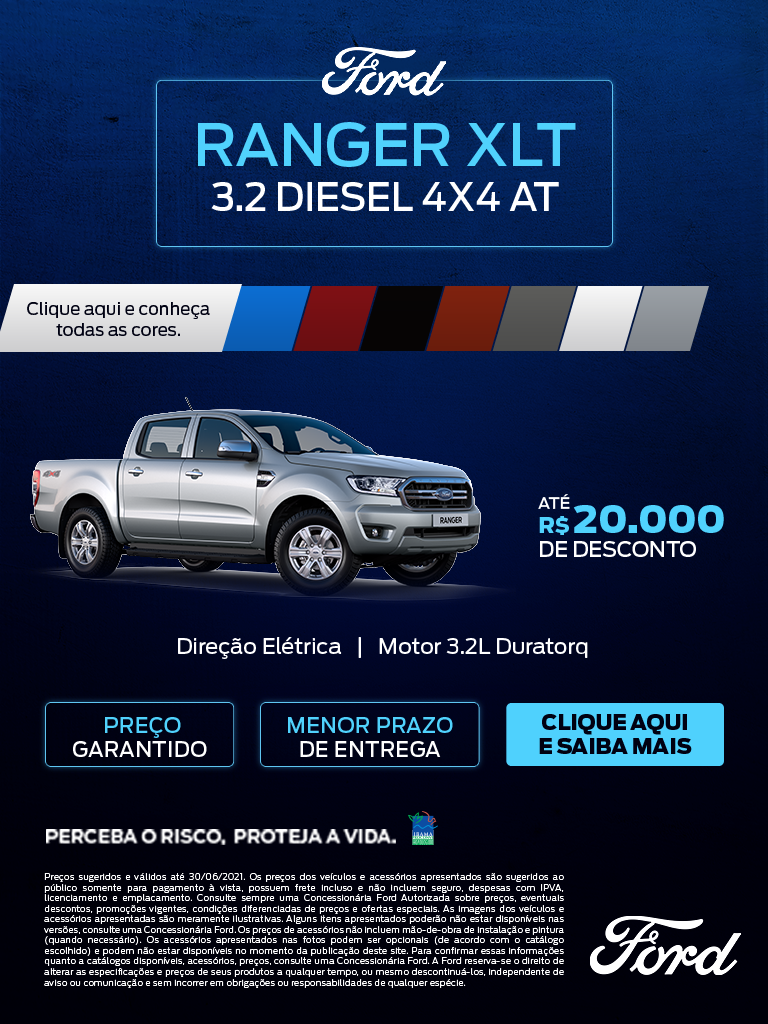 Ford
RANGER XLT
3.2 DIESEL 4X4 AT
Clique aqui e conheça
todas as cores.
4x4
RANGER
ATÉ
R$ 20.000
DE DESCONTO
Direção Elétrica | Motor 3.2L Duratorq
PREÇO
GARANTIDO
MENOR PRAZO
DE ENTREGA
CLIQUE AQUI
E SAIBA MAIS
PERCEBA O RISCO, PROTEJA A VIDA.
IBAMA
Preços sugeridos e válidos até 30/06/2021. Os preços dos veículos e acessórios apresentados são sugeridos ao
público somente para pagamento à vista, possuem frete incluso e não incluem seguro, despesas com IPVA,
licenciamento e emplacamento. Consulte sempre uma Concessionária Ford Autorizada sobre preços, eventuais
descontos, promoções vigentes, condições diferenciadas de preços e ofertas especiais. As imagens dos veículos e
acessórios apresentadas são meramente ilustrativas. Alguns itens apresentados poderão não estar disponíveis nas
versões, consulte uma Concessionária Ford. Os preços de acessórios não incluem mão-de-obra de instalação e pintura
(quando necessário). Os acessórios apresentados nas fotos podem ser opcionais (de acordo com o catálogo
escolhido) e podem não estar disponíveis no momento da publicação deste site. Para confirmar essas informações
quanto a catálogos disponíveis, acessórios, preços, consulte uma Concessionária Ford. A Ford reserva-se o direito de
alterar as especificações e preços de seus produtos a qualquer tempo, ou mesmo descontinuá-los, independente de
aviso ou comunicação e sem incorrer em obrigações ou responsabilidades de qualquer espécie.
Ford